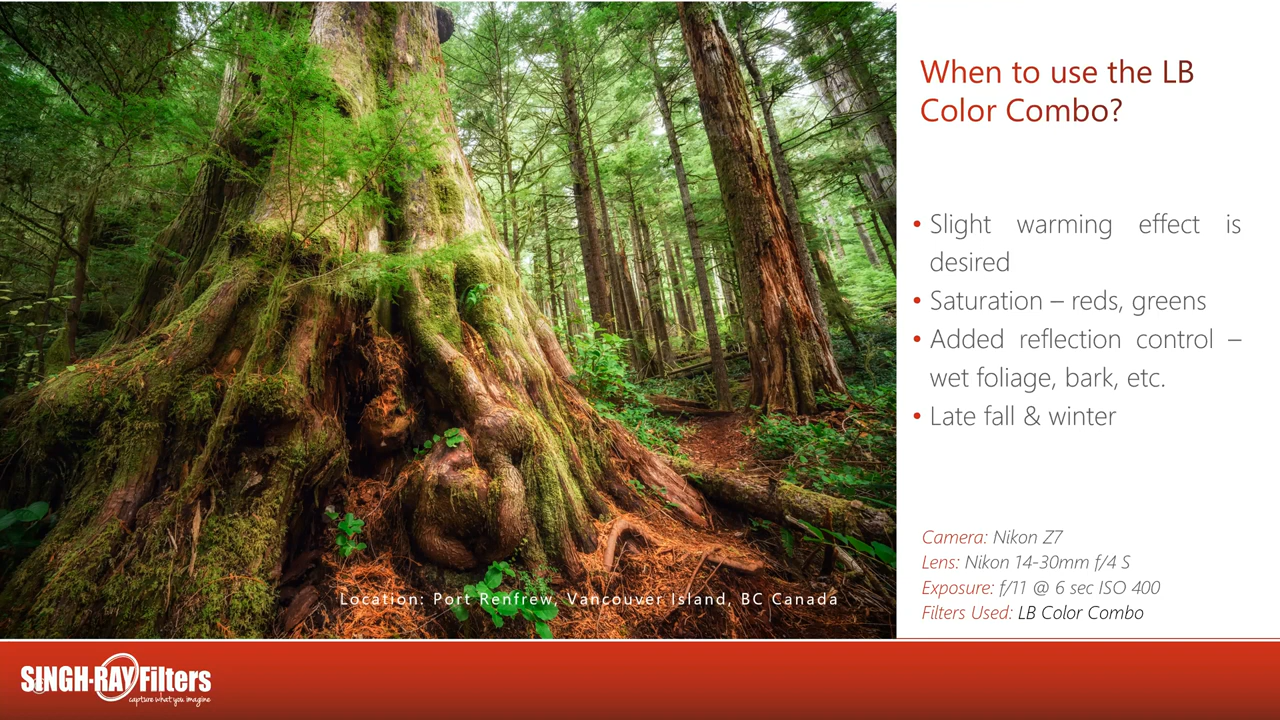 When to use the LB
Color Combo?
• Slight warming effect is
desired
• Saturation – reds, greens
• Added reflection control –
wet foliage, bark, etc.
• Late fall & winter
Camera: Nikon Z7
Lens: Nikon 14-30mm f/4 S
Exposure: f/11 @ 6 sec ISO 400
Filters Used: LB Color Combo
Location: Port Renfrew, Vancouver Island, BC Canada
SINGH-RAY Filters
capture what you imagine